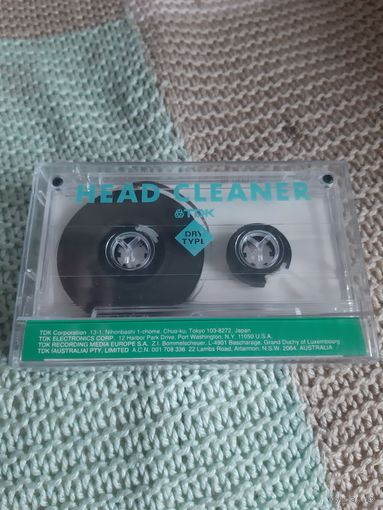 HEAD CLEANER
TDK
DRY
TYPE
TDK Corporation 13-1, Nihonbashi 1-chome, Chuo-ku, Tokyo 103-8272, Japan
TDK ELECTRONICS CORP. 12 Harbor Park Drive, Port Washington, N.Y. 11050 U.S.A.
TDK RECORDING MEDIA EUROPE S.A. Z.I. Bommelscheuer, L-4901 Bascharage, Grand Duchy of Luxembourg
TDK (AUSTRALIA) PTY. LIMITED A.C.N. 001 708 336 22 Lambs Road, Artarmon, N.S.W. 2064, AUSTRALIA